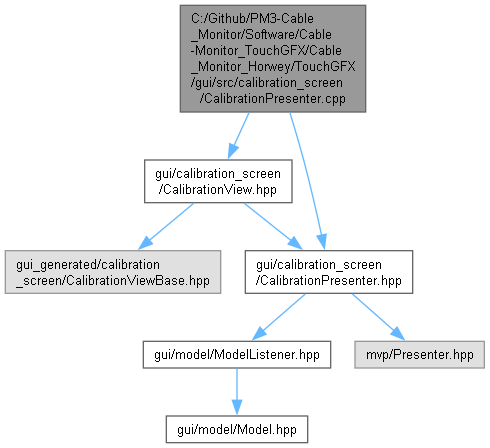 C:/Github/PM3-Cable
_Monitor/Software/Cable
-Monitor_TouchGFX/Cable
_Monitor_Horwey/TouchGFX
/gui/src/calibration_screen
/CalibrationPresenter.cpp
gui/calibration_screen
/CalibrationView.hpp
gui_generated/calibration
_screen/CalibrationViewBase.hpp
gui/calibration_screen
/CalibrationPresenter.hpp
gui/model/ModelListener.hpp
mvp/Presenter.hpp
gui/model/Model.hpp